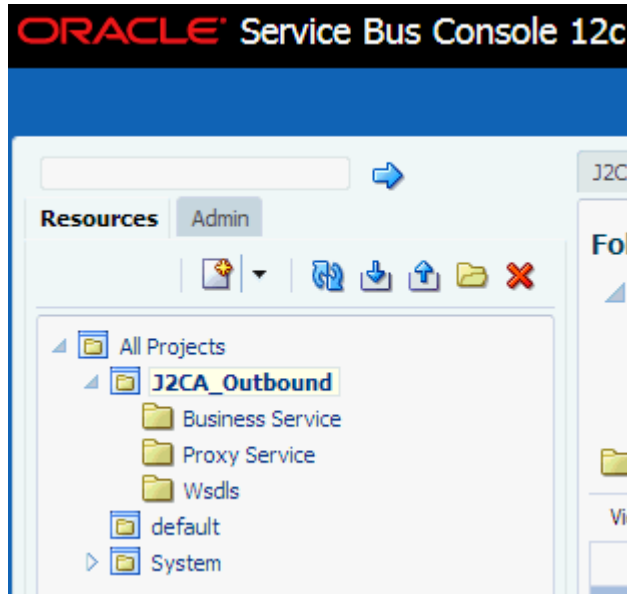 ORACLE Service Bus Console 12c
J2C
Resources Admin
Fo
All Projects
J2CA_Outbound
Business Service
Proxy Service
Wsdls
default
System
Vi